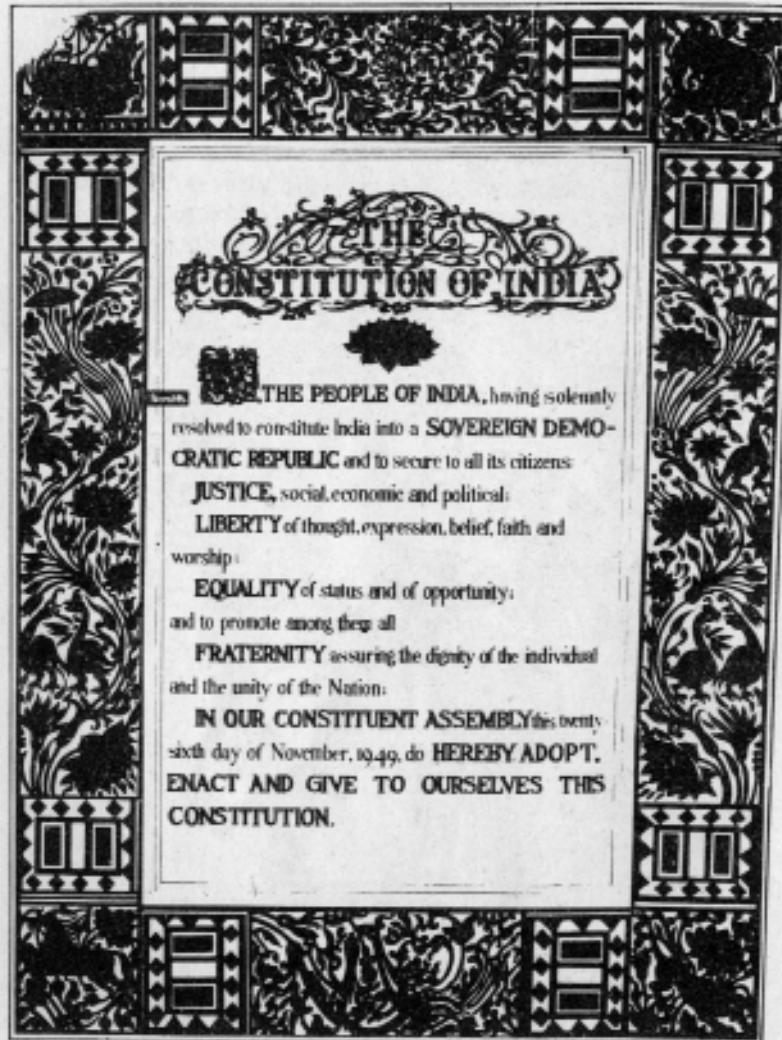 THE
CONSTITUTION OF INDIA
WE, THE PEOPLE OF INDIA, having solemnly
resolved to constitute India into a SOVEREIGN DEMO-
CRATIC REPUBLIC and to secure to all its citizens:
JUSTICE, social, economic and political;
LIBERTY of thought, expression, belief, faith and
worship;
EQUALITY of status and of opportunity;
and to promote among them all
FRATERNITY assuring the dignity of the individual
and the unity of the Nation;
IN OUR CONSTITUENT ASSEMBLY this twenty-
sixth day of November, 1949, do HEREBY ADOPT,
ENACT AND GIVE TO OURSELVES THIS
CONSTITUTION.